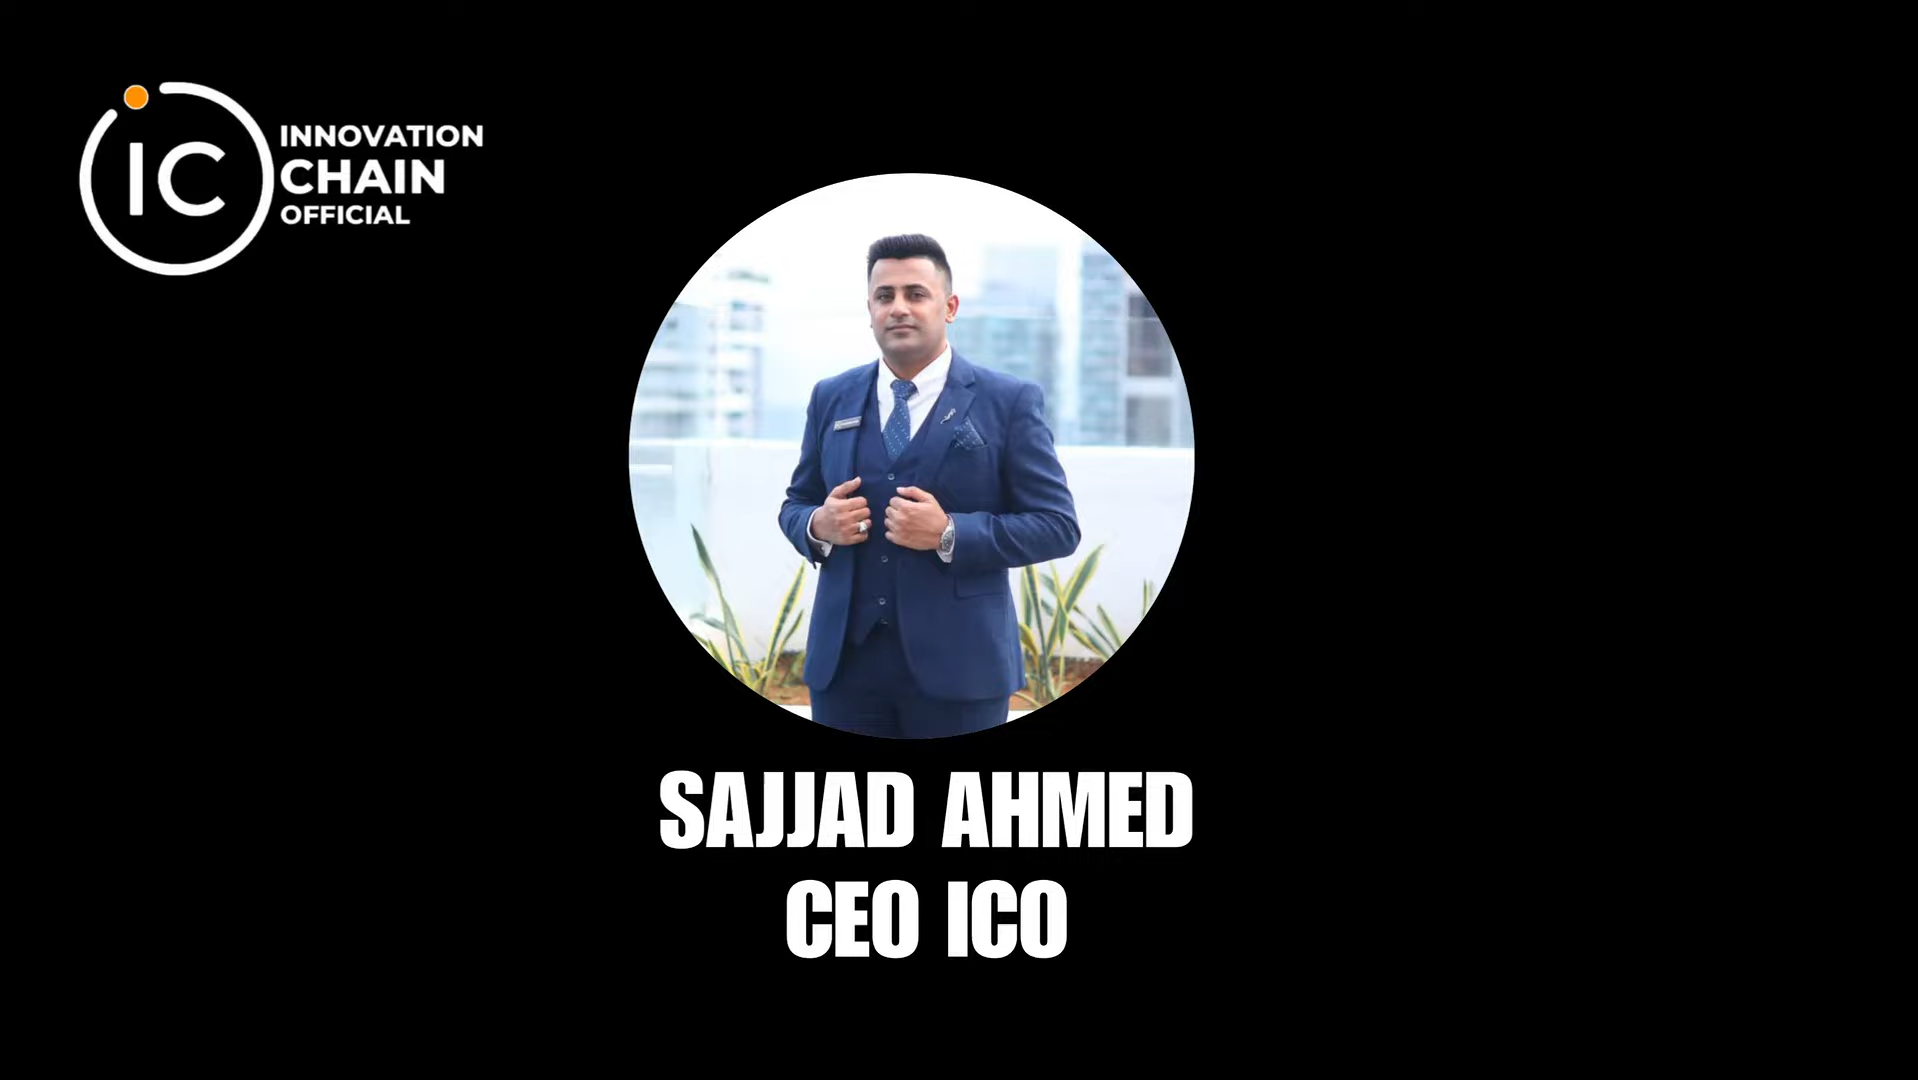 IC
INNOVATION
CHAIN
OFFICIAL
SAJJAD AHMED
CEO ICO